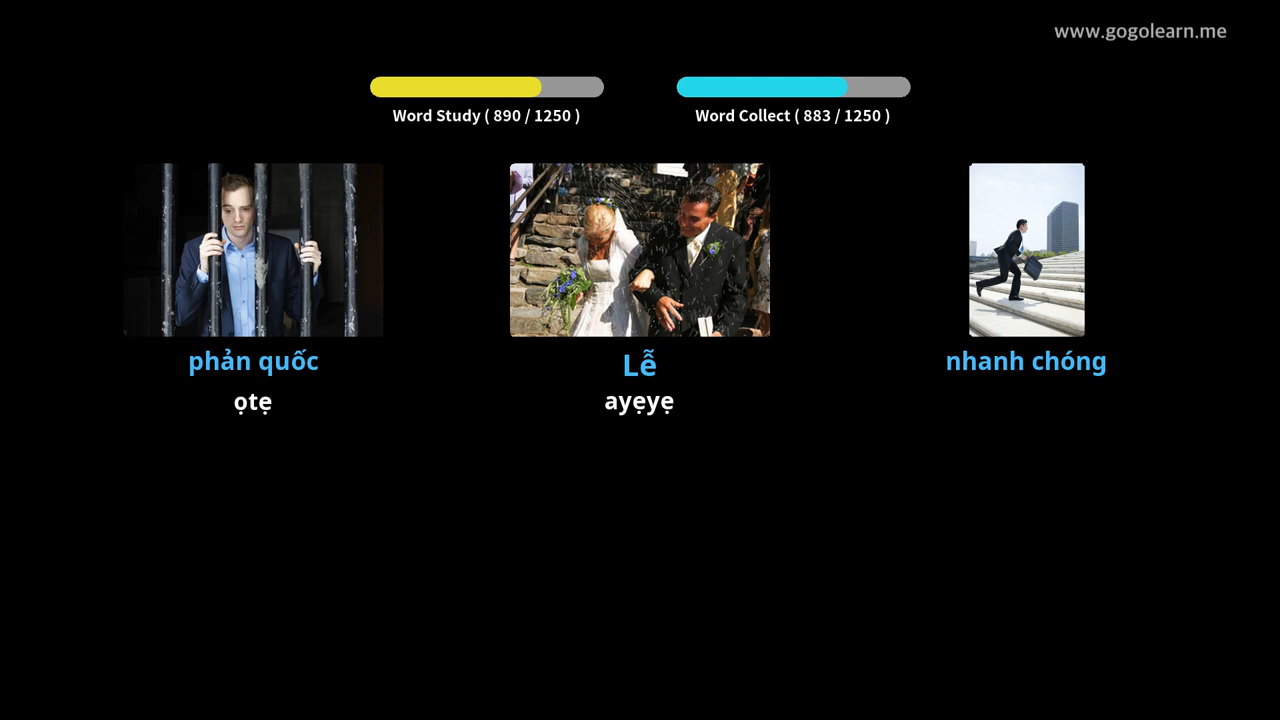 www.gogolearn.me
Word Study ( 890 / 1250 )
Word Collect ( 883 / 1250 )
phản quốc
ọtẹ
Lễ
ayẹyẹ
nhanh chóng